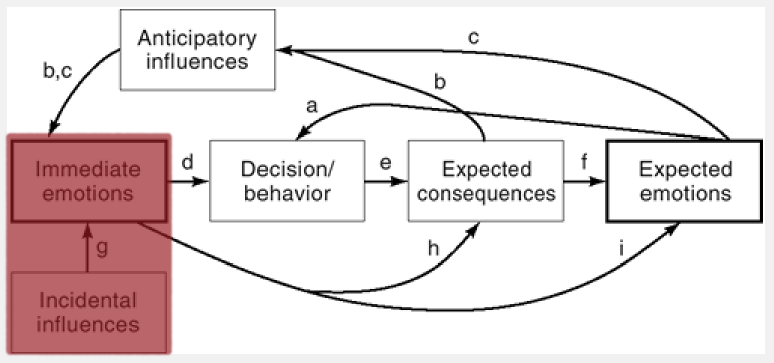 Anticipatory
influences
c
b,c
b
a
Immediate
emotions
d
Decision/
behavior
e
Expected
consequences
f
Expected
emotions
g
h
i
Incidental
influences